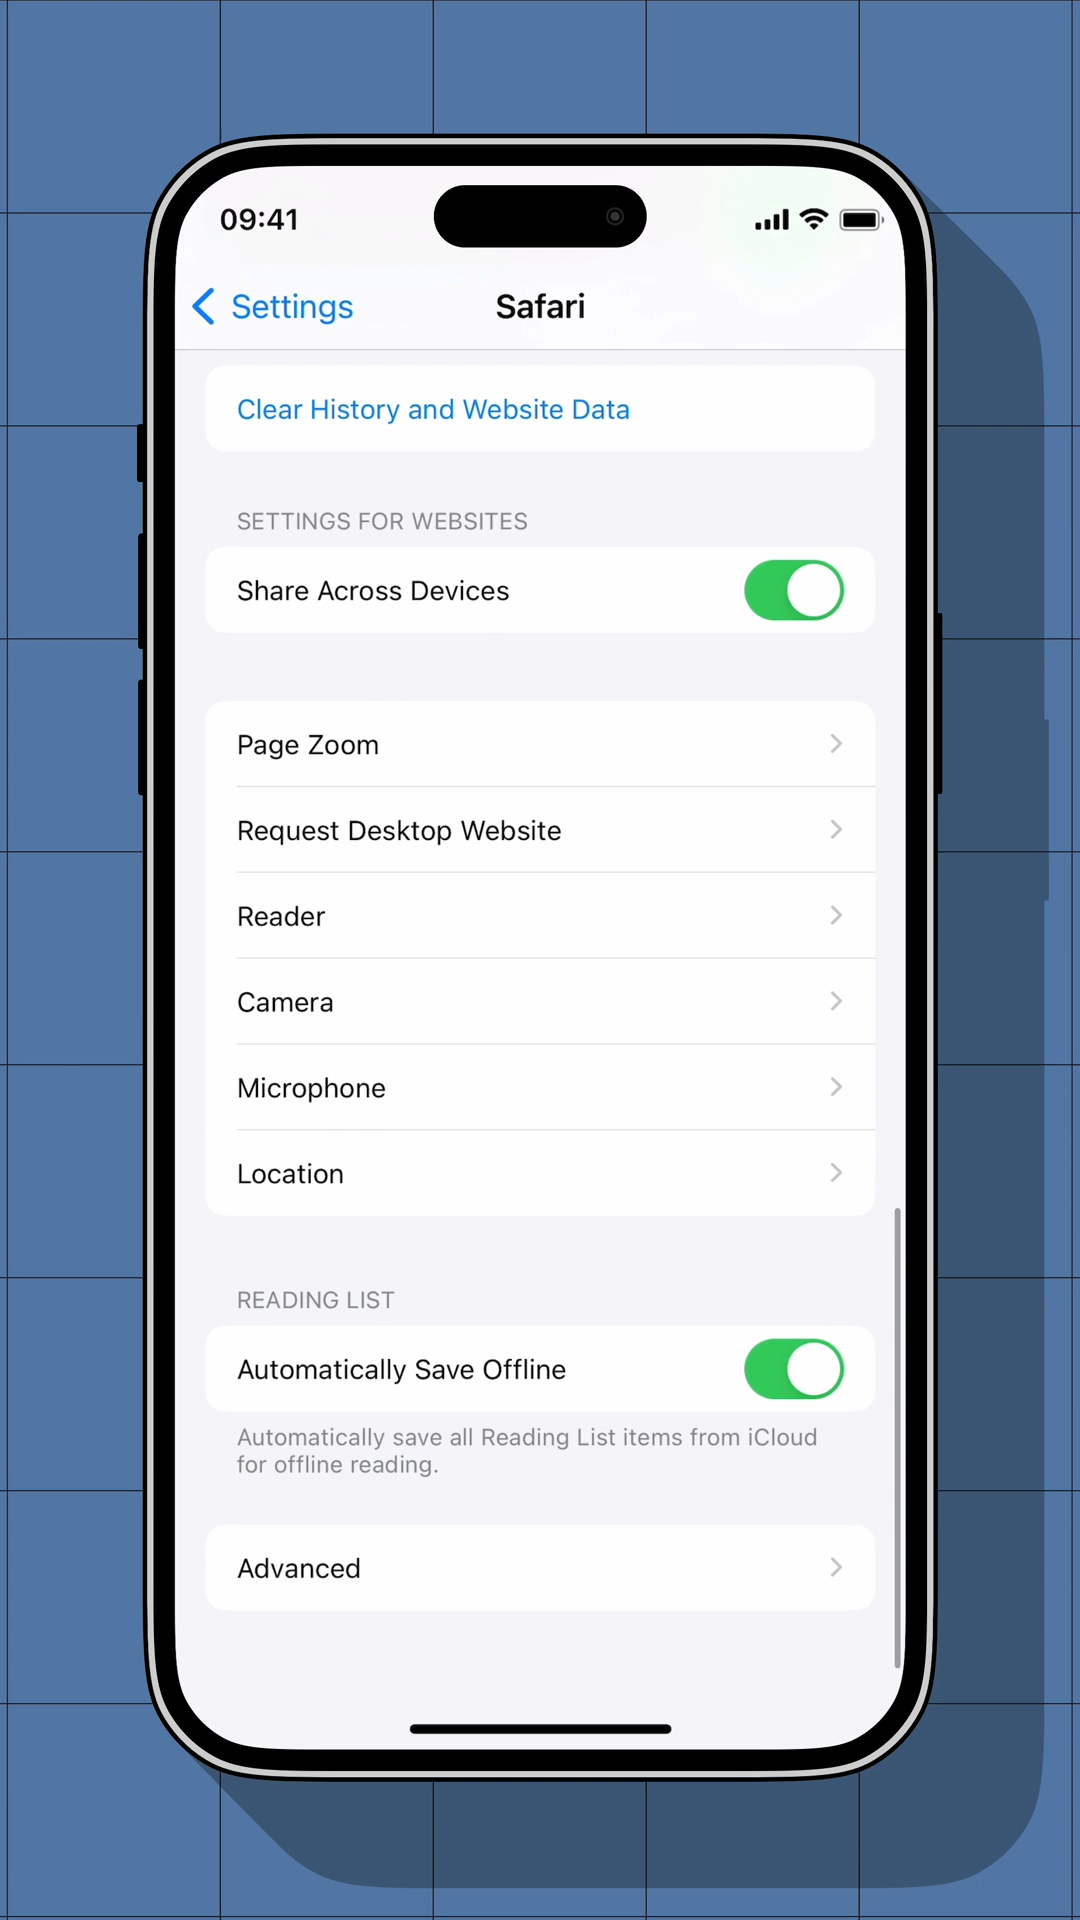 09:41
Settings
Safari
Clear History and Website Data
SETTINGS FOR WEBSITES
Share Across Devices
Page Zoom
Request Desktop Website
Reader
Camera
Microphone
Location
READING LIST
Automatically Save Offline
Automatically save all Reading List items from iCloud
for offline reading.
Advanced